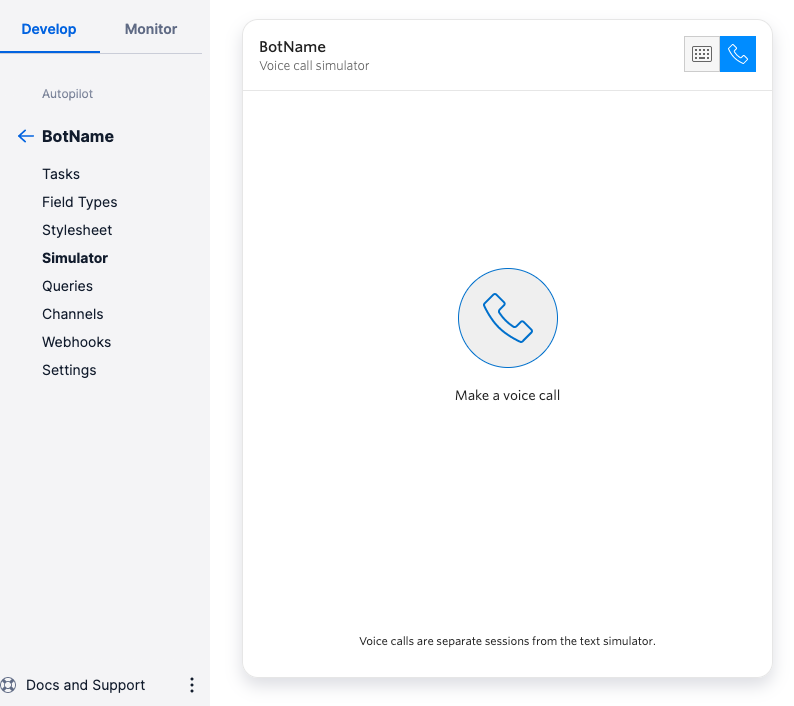 Develop Monitor
Autopilot
BotName
Tasks
Field Types
Stylesheet
Simulator
Queries
Channels
Webhooks
Settings
Docs and Support
BotName
Voice call simulator
Make a voice call
Voice calls are separate sessions from the text simulator.